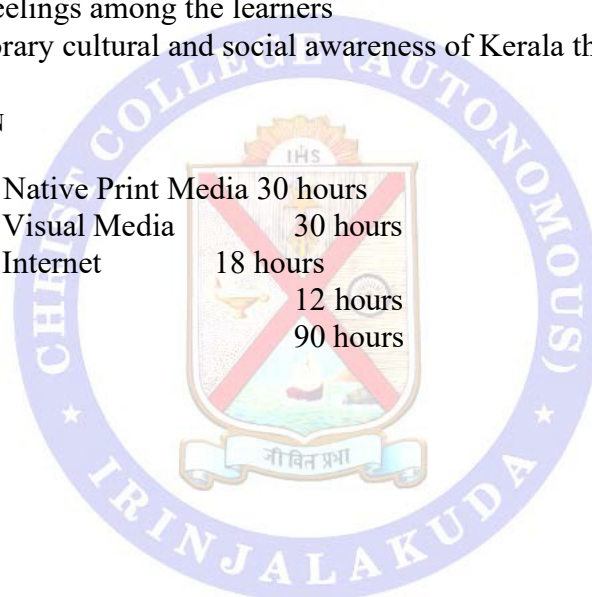 eelings among the learners
rary cultural and social awareness of Kerala th
N
Native Print Media 30 hours
Visual Media 30 hours
Internet 18 hours
12 hours
90 hours
CHRIST COLLEGE (AUTONOMOUS)
IHS
जीवित प्रभा
IRINJALAKUDA